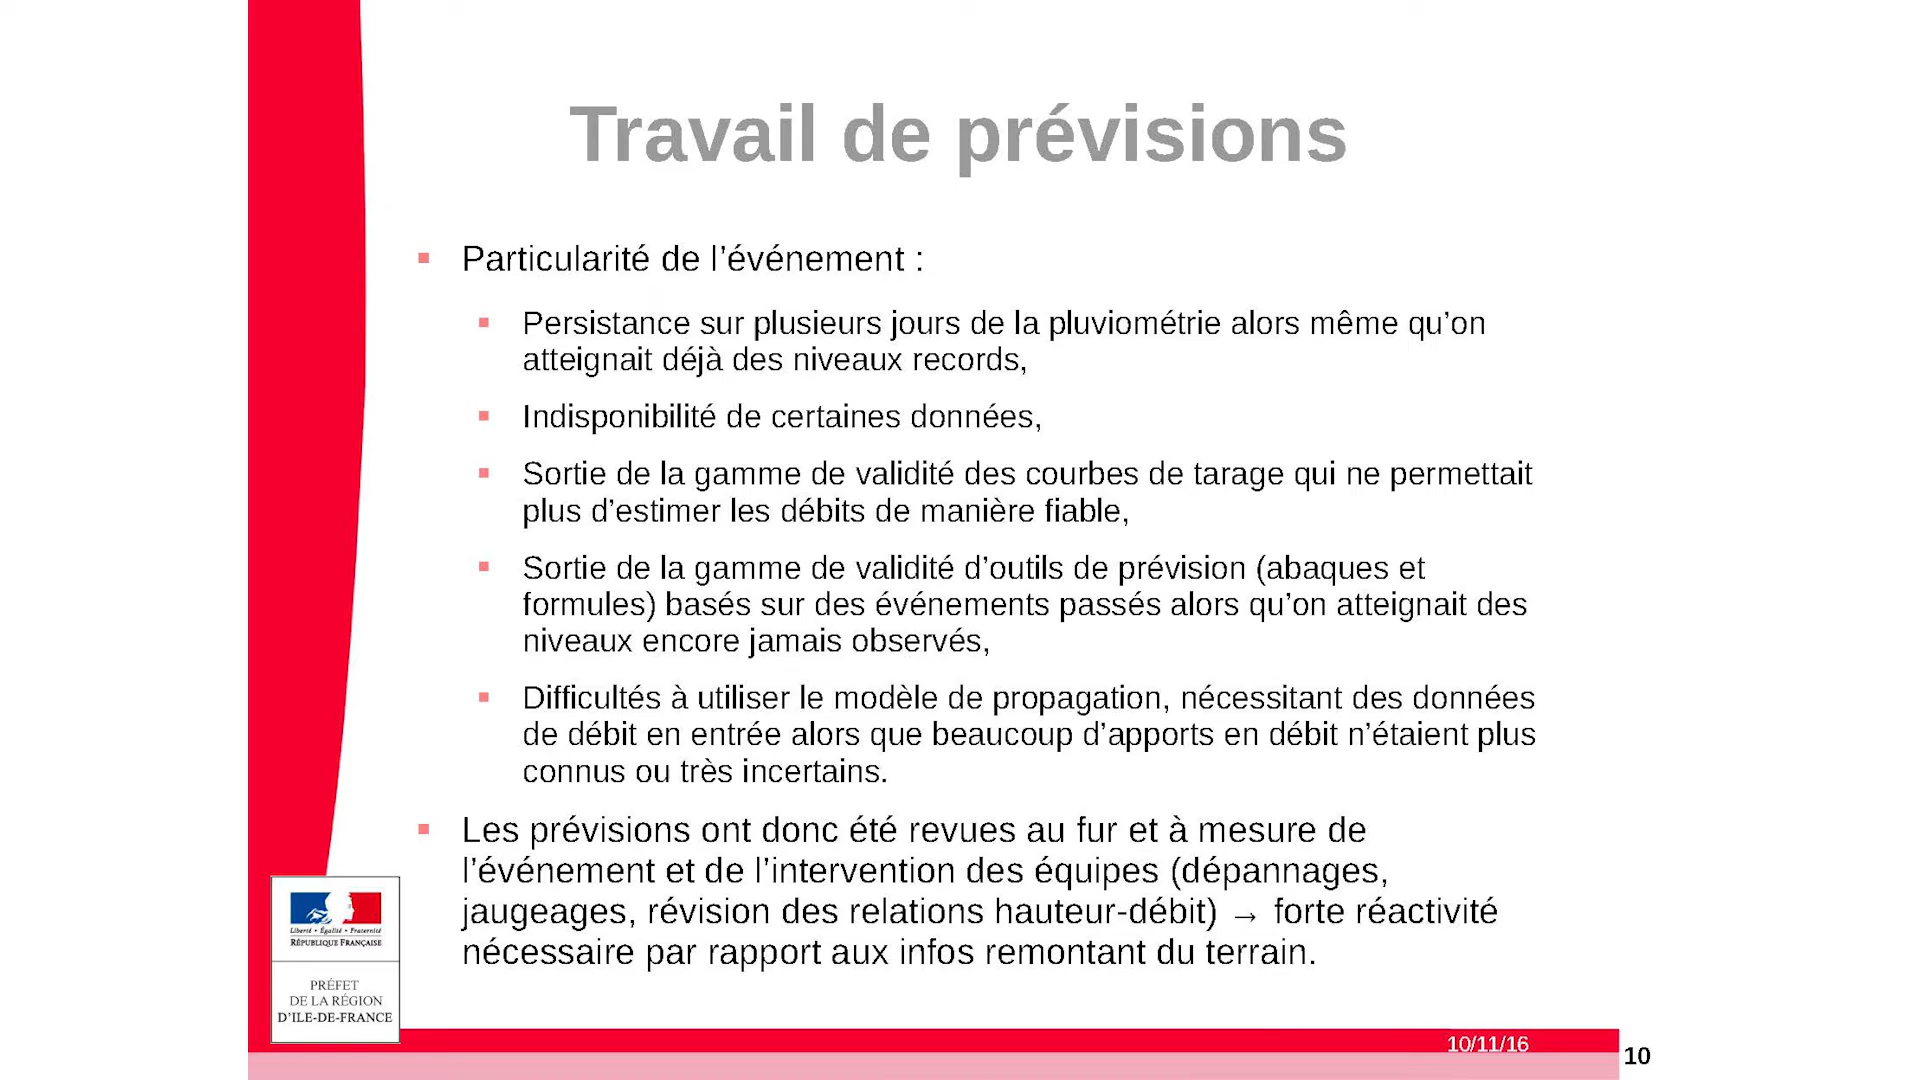 Travail de prévisions
Particularité de l’événement :
Persistance sur plusieurs jours de la pluviométrie alors même qu’on
atteignait déjà des niveaux records,
Indisponibilité de certaines données,
Sortie de la gamme de validité des courbes de tarage qui ne permettait
plus d’estimer les débits de manière fiable,
Sortie de la gamme de validité d’outils de prévision (abaques et
formules) basés sur des événements passés alors qu’on atteignait des
niveaux encore jamais observés,
Difficultés à utiliser le modèle de propagation, nécessitant des données
de débit en entrée alors que beaucoup d’apports en débit n’étaient plus
connus ou très incertains.
Les prévisions ont donc été revues au fur et à mesure de
l’événement et de l’intervention des équipes (dépannages,
jaugeages, révision des relations hauteur-débit) → forte réactivité
nécessaire par rapport aux infos remontant du terrain.
Liberté • Égalité • Fraternité
RÉPUBLIQUE FRANÇAISE
PRÉFET
DE LA RÉGION
D’ILE-DE-FRANCE
10/11/16
10